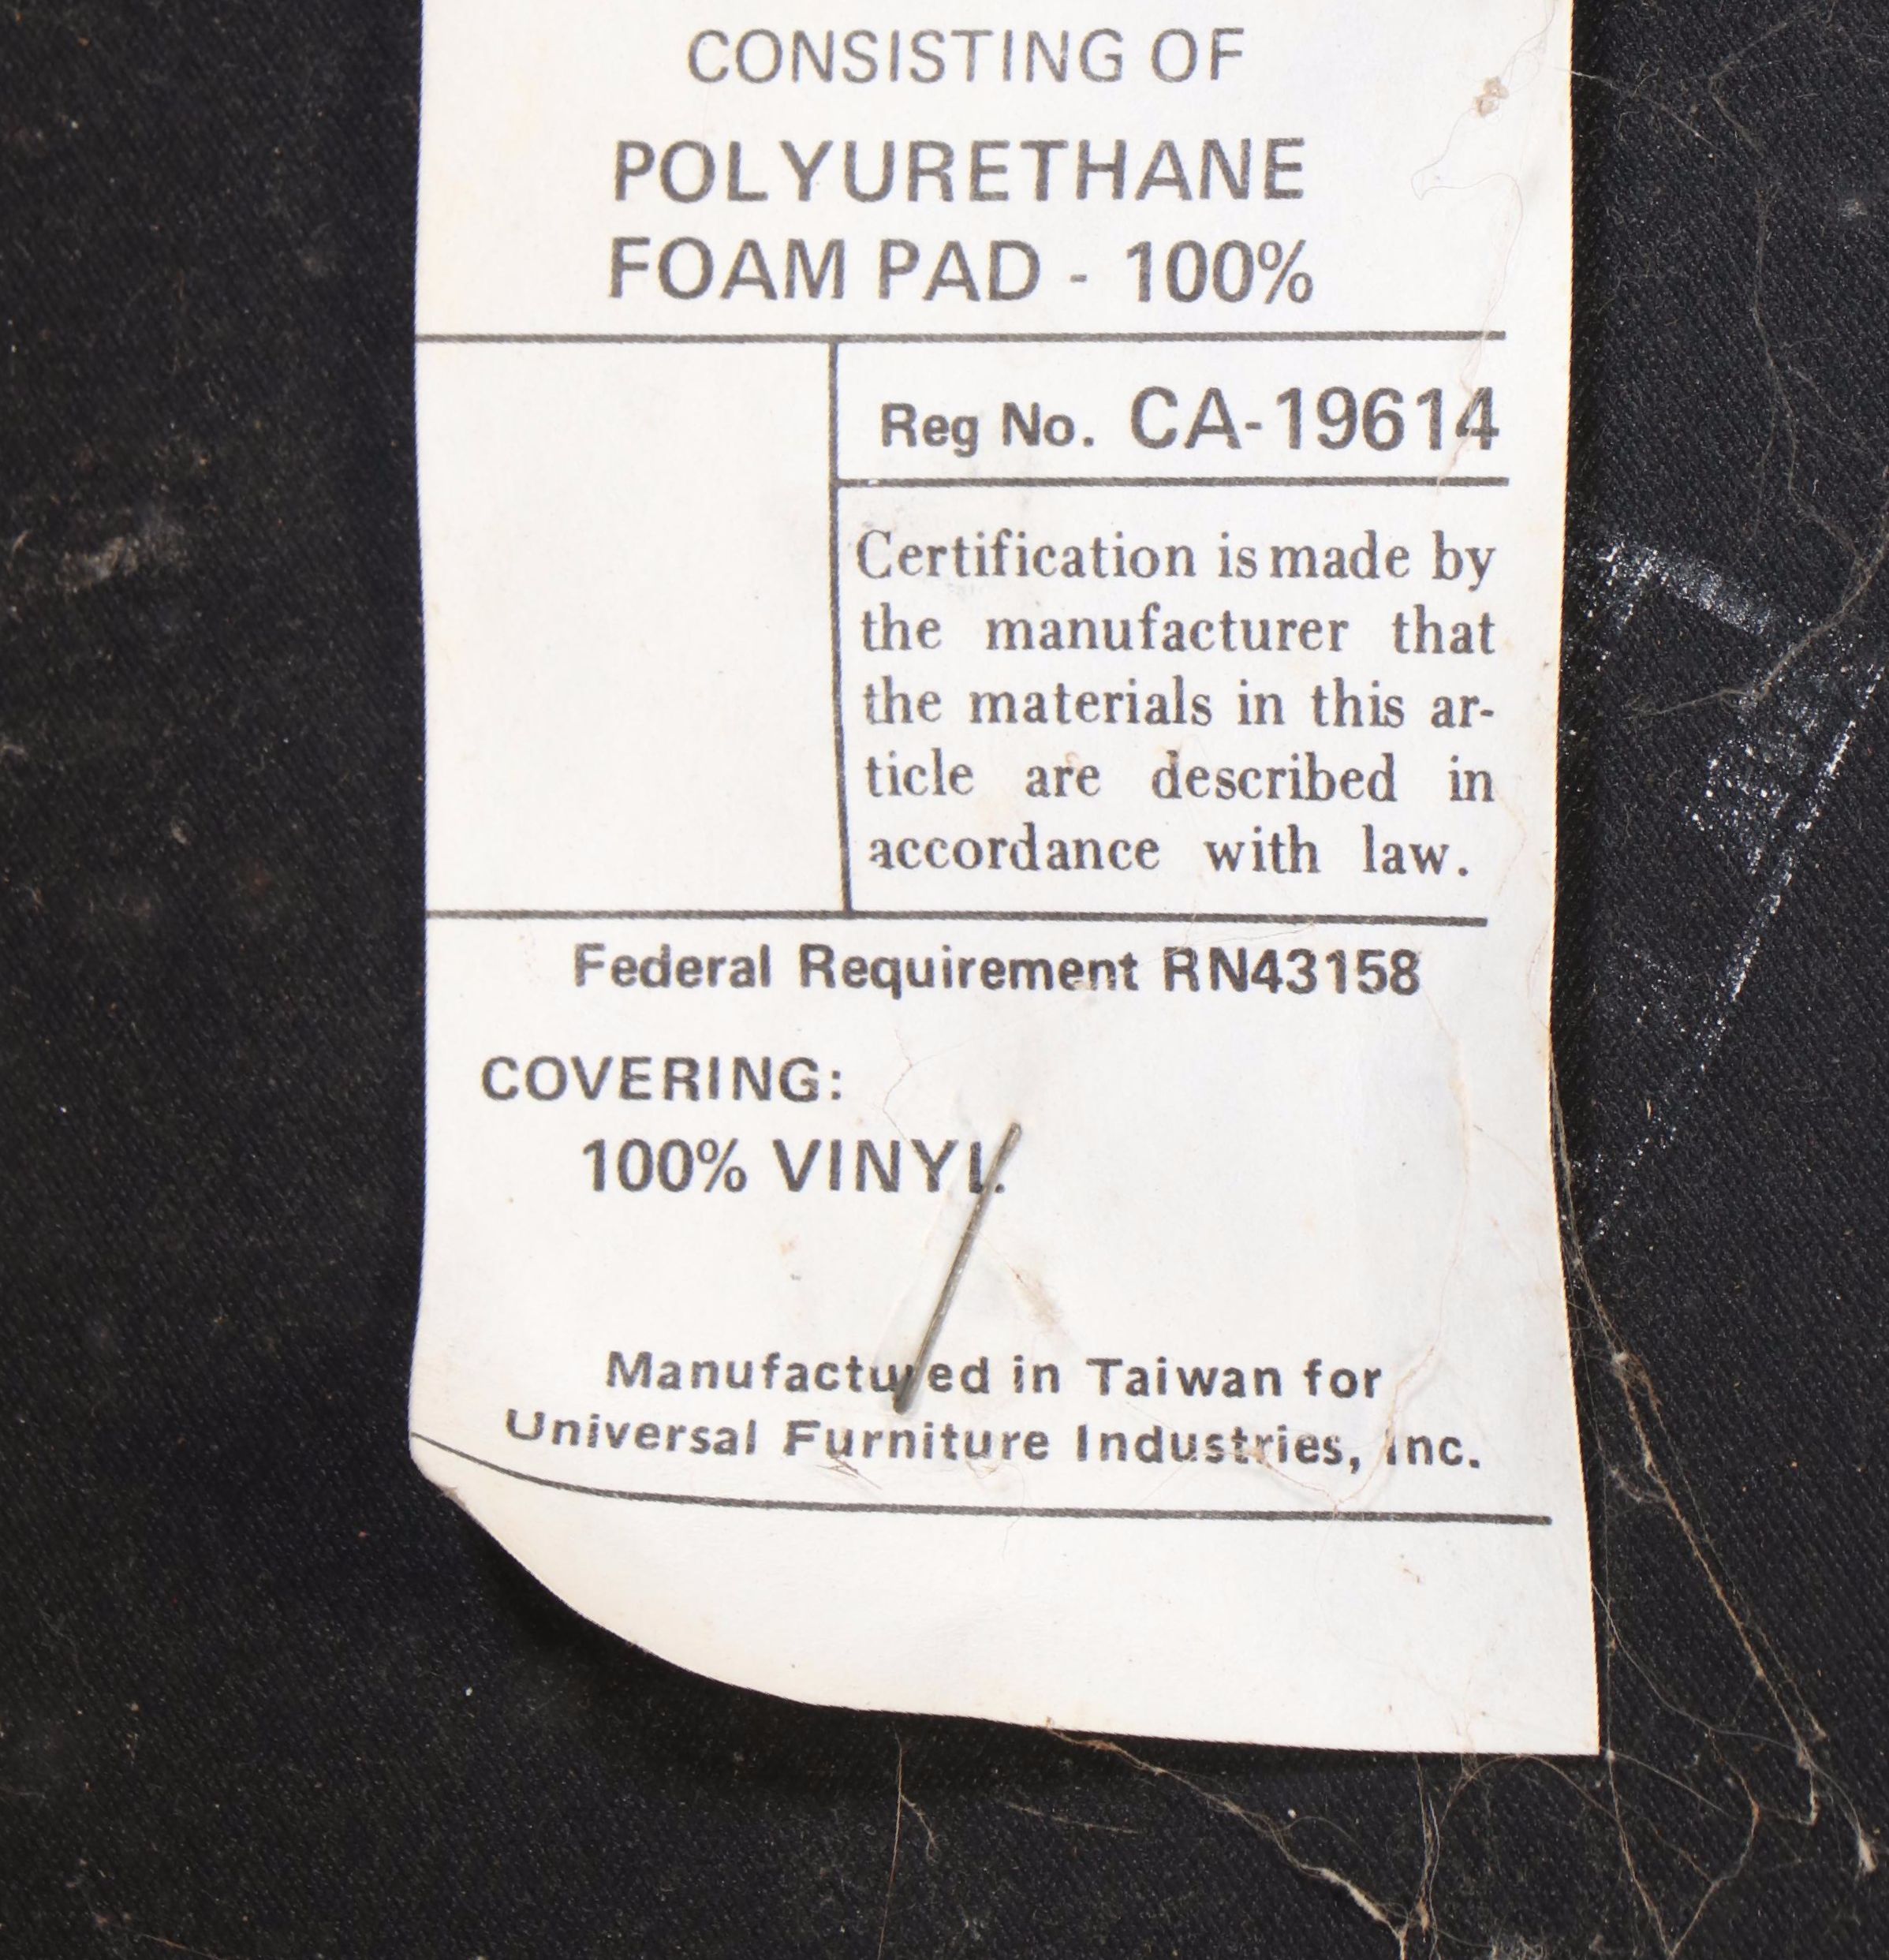 CONSISTING OF
POLYURETHANE
FOAM PAD - 100%
Reg No. CA-19614
Certification is made by
the manufacturer that
the materials in this ar-
ticle are described in
accordance with law.
Federal Requirement RN43158
COVERING:
100% VINYL.
Manufactured in Taiwan for
Universal Furniture Industries, Inc.